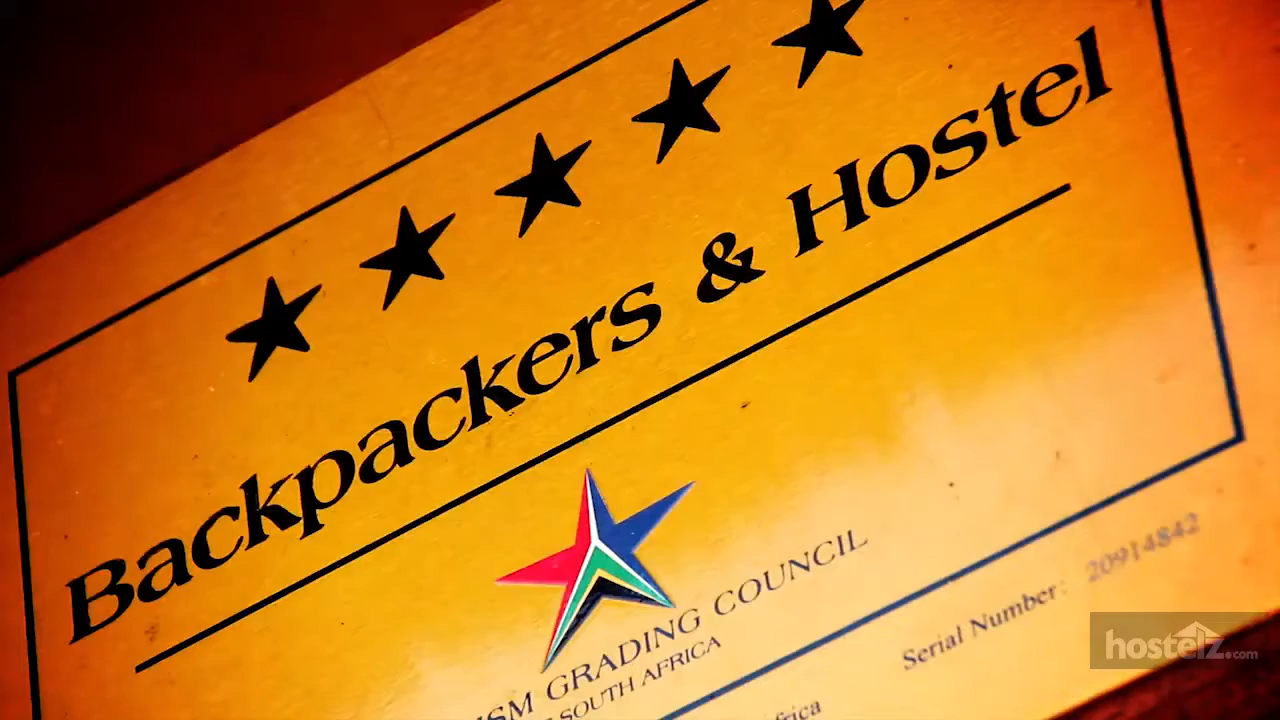 Backpackers & Hostel
GRADING COUNCIL
SOUTH AFRICA
Serial Number: 20914842
hostelz.com